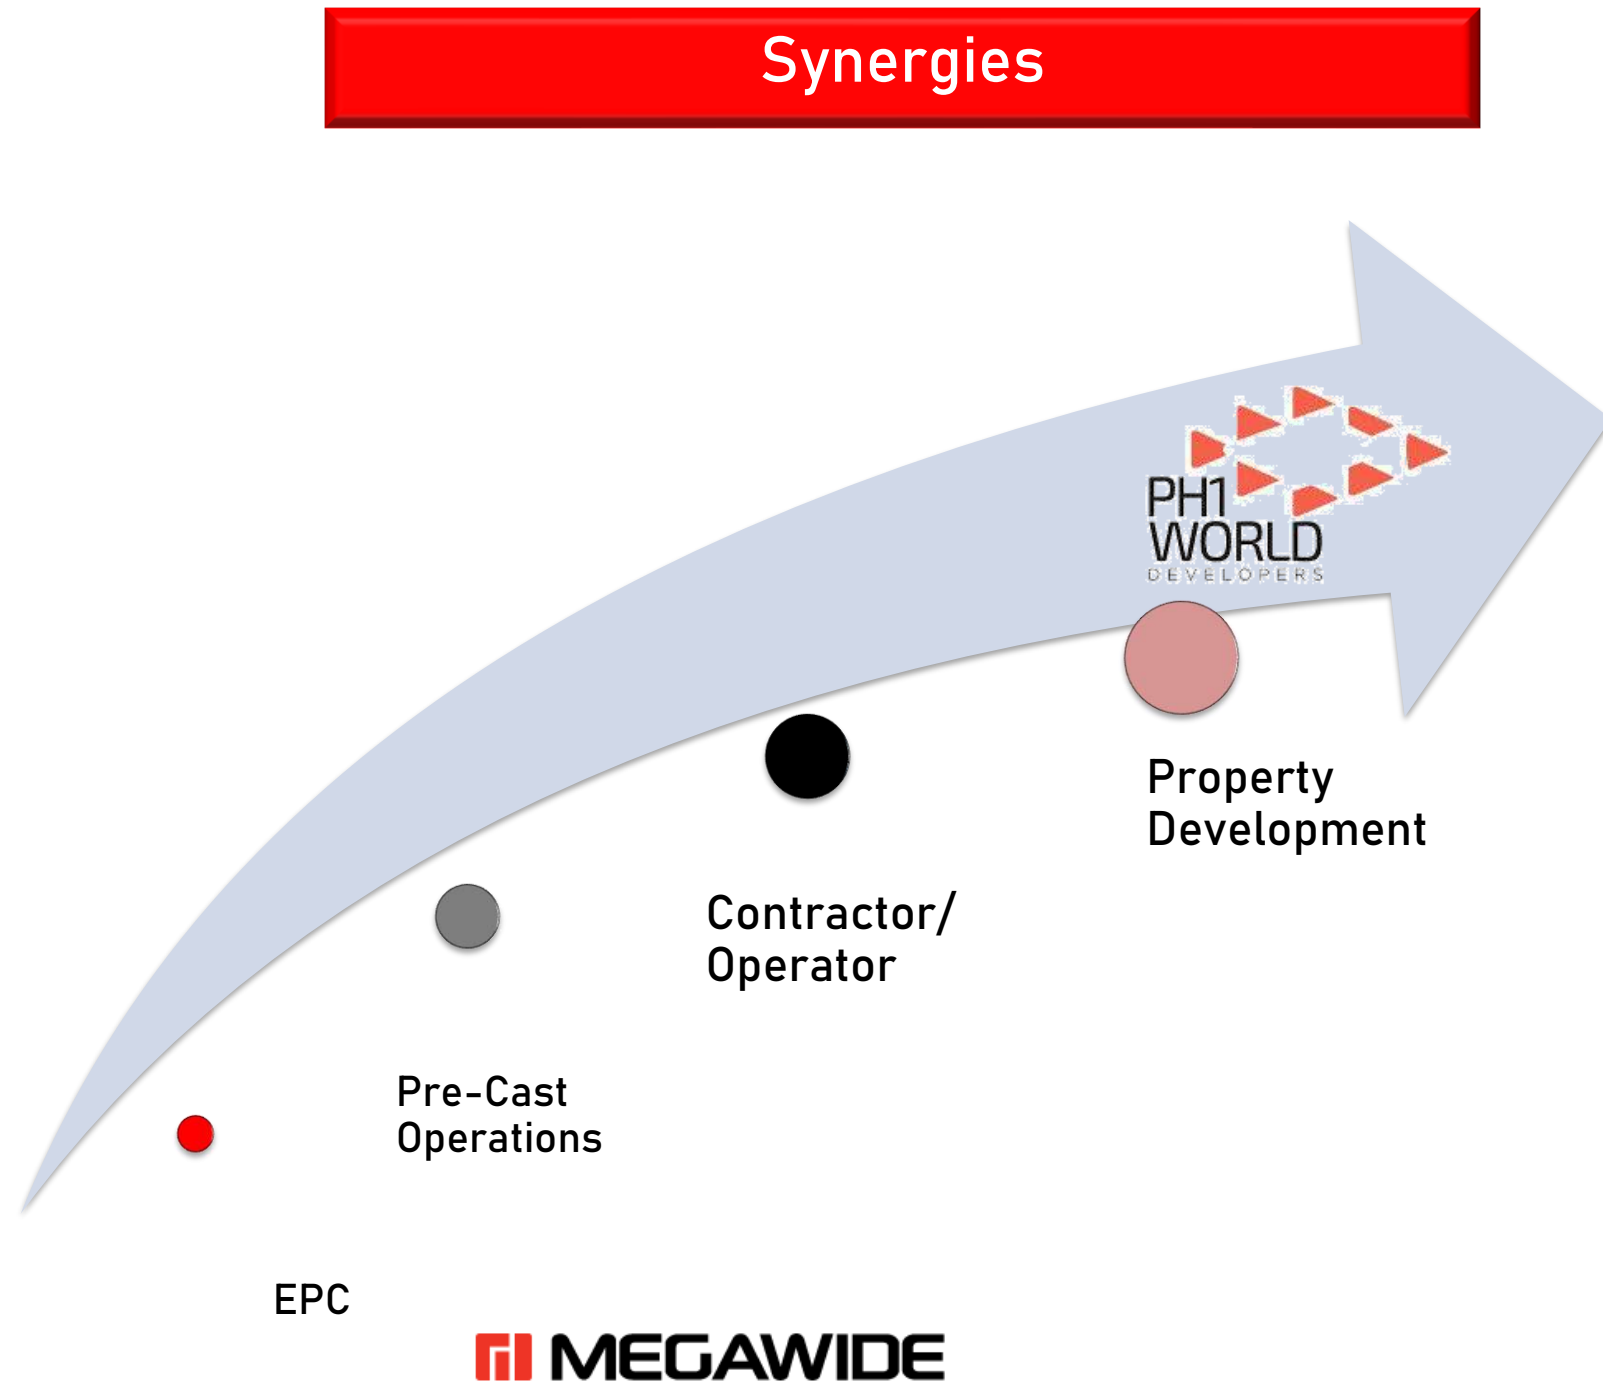 Synergies
PH1
WORLD
DEVELOPERS
Property
Development
Contractor/
Operator
Pre-Cast
Operations
EPC
MEGAWIDE